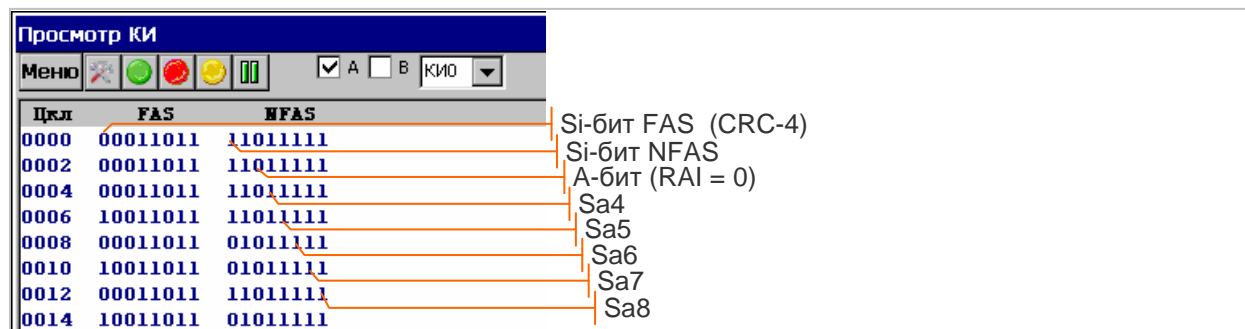 Просмотр КИ
Меню A B КИ0
Цкл FAS NFAS
0000 00011011 11011111
0002 00011011 11011111
0004 00011011 11011111
0006 10011011 11011111
0008 00011011 01011111
0010 10011011 01011111
0012 00011011 11011111
0014 10011011 01011111
Si-бит FAS (CRC-4)
Si-бит NFAS
A-бит (RAI = 0)
Sa4
Sa5
Sa6
Sa7
Sa8